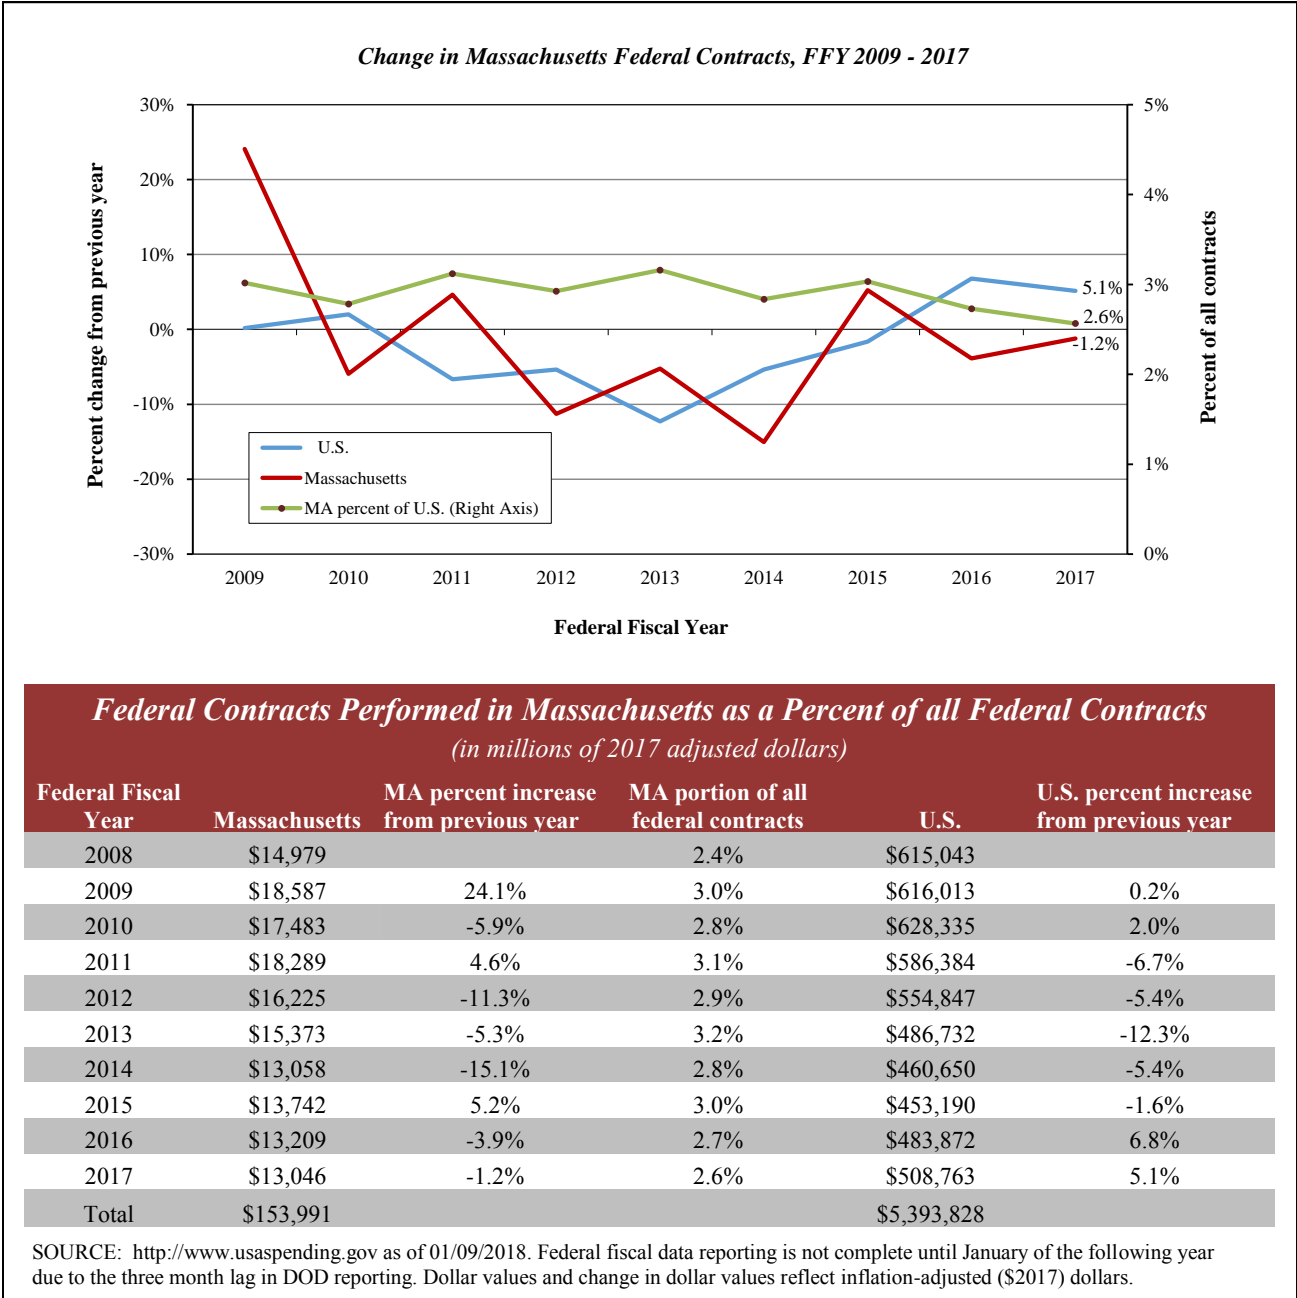 Change in Massachusetts Federal Contracts, FFY 2009 - 2017
30%
20%
10%
0%
-10%
-20%
-30%
Percent change from previous year
5%
4%
3%
2%
1%
0%
Percent of all contracts
5.1%
2.6%
-1.2%
U.S.
Massachusetts
MA percent of U.S. (Right Axis)
2009 2010 2011 2012 2013 2014 2015 2016 2017
Federal Fiscal Year
Federal Contracts Performed in Massachusetts as a Percent of all Federal Contracts
(in millions of 2017 adjusted dollars)
Federal Fiscal MA percent increase MA portion of all U.S. percent increase
Year Massachusetts from previous year federal contracts U.S. from previous year
2008 $14,979 2.4% $615,043
2009 $18,587 24.1% 3.0% $616,013 0.2%
2010 $17,483 -5.9% 2.8% $628,335 2.0%
2011 $18,289 4.6% 3.1% $586,384 -6.7%
2012 $16,225 -11.3% 2.9% $554,847 -5.4%
2013 $15,373 -5.3% 3.2% $486,732 -12.3%
2014 $13,058 -15.1% 2.8% $460,650 -5.4%
2015 $13,742 5.2% 3.0% $453,190 -1.6%
2016 $13,209 -3.9% 2.7% $483,872 6.8%
2017 $13,046 -1.2% 2.6% $508,763 5.1%
Total $153,991 $5,393,828
SOURCE: http://www.usaspending.gov as of 01/09/2018. Federal fiscal data reporting is not complete until January of the following year
due to the three month lag in DOD reporting. Dollar values and change in dollar values reflect inflation-adjusted ($2017) dollars.